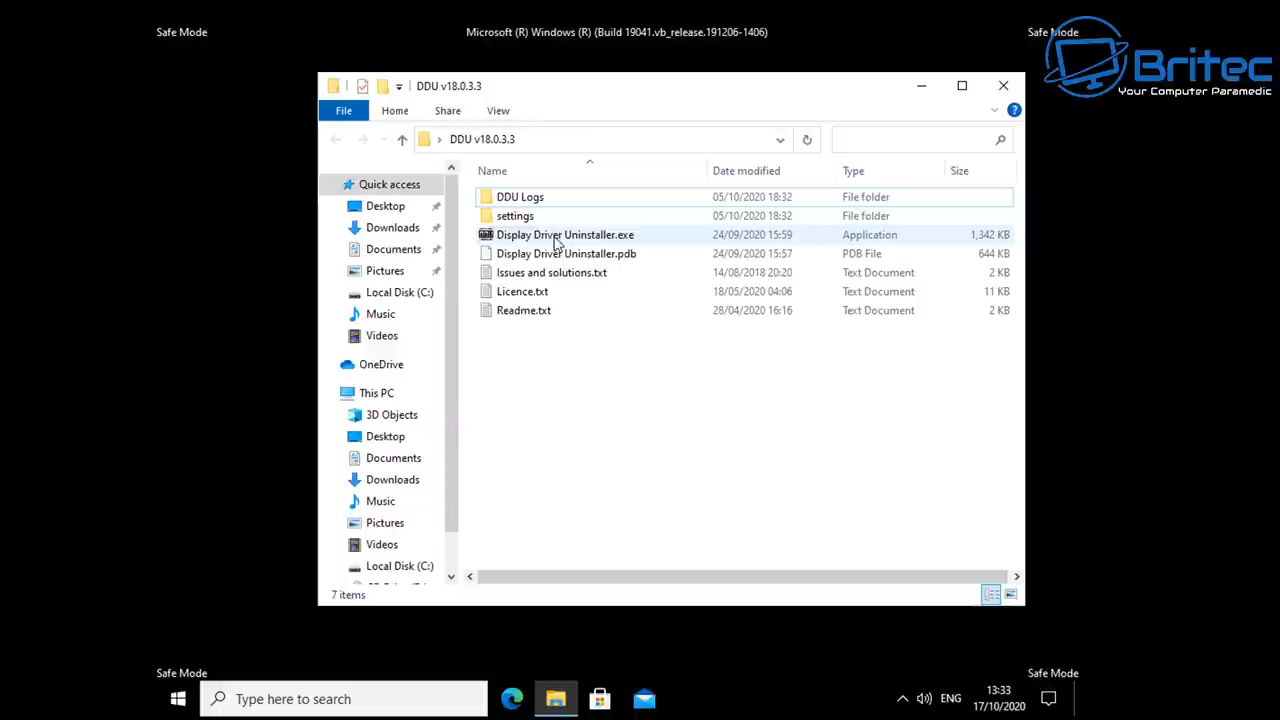 Safe Mode
Microsoft (R) Windows (R) (Build 19041.vb_release.191206-1406)
Safe Mode
Britec
Your Computer Paramedic
DDU v18.0.3.3
File Home Share View
DDU v18.0.3.3
Name Date modified Type Size
Quick access
Desktop
Downloads
Documents
Pictures
Local Disk (C:)
Music
Videos
OneDrive
This PC
3D Objects
Desktop
Documents
Downloads
Music
Pictures
Videos
Local Disk (C:)
DDU Logs 05/10/2020 18:32 File folder
settings 05/10/2020 18:32 File folder
Display Driver Uninstaller.exe 24/09/2020 15:59 Application 1,342 KB
Display Driver Uninstaller.pdb 24/09/2020 15:57 PDB File 644 KB
Issues and solutions.txt 14/08/2018 20:20 Text Document 2 KB
Licence.txt 18/05/2020 04:06 Text Document 11 KB
Readme.txt 28/04/2020 16:16 Text Document 2 KB
7 items
Safe Mode
Safe Mode
Type here to search
ENG
13:33
17/10/2020